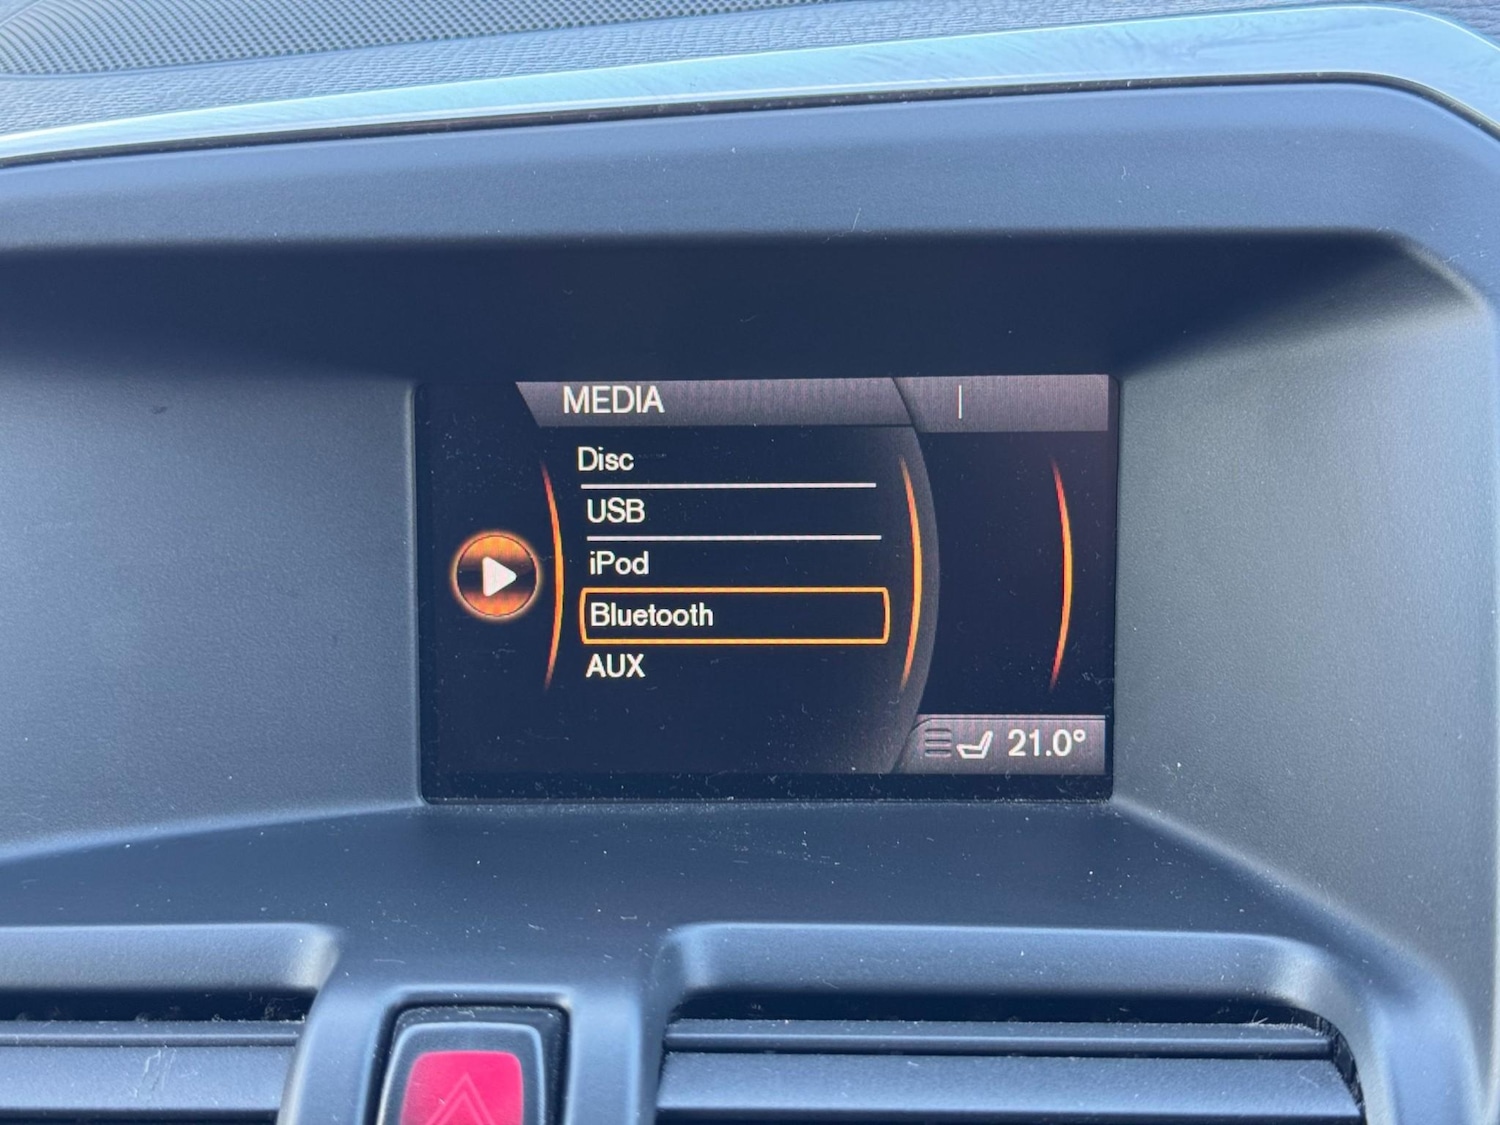 MEDIA
Disc
USB
iPod
Bluetooth
AUX
21.0°